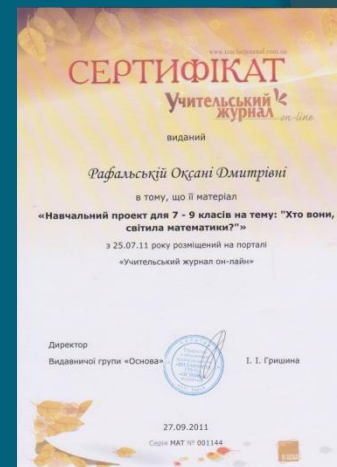 www.teacherjournal.com.ua
СЕРТИФІКАТ
Учительський
журнал
on-line
виданий
Рафальській Оксані Дмитрівні
в тому, що її матеріал
«Навчальний проект для 7 - 9 класів на тему: "Хто вони,
світила математики?"»
з 25.07.11 року розміщений на порталі
«Учительський журнал он-лайн»
Директор
Видавничої групи «Основа»
І. І. Гришина
27.09.2011
Серія МАТ № 001144